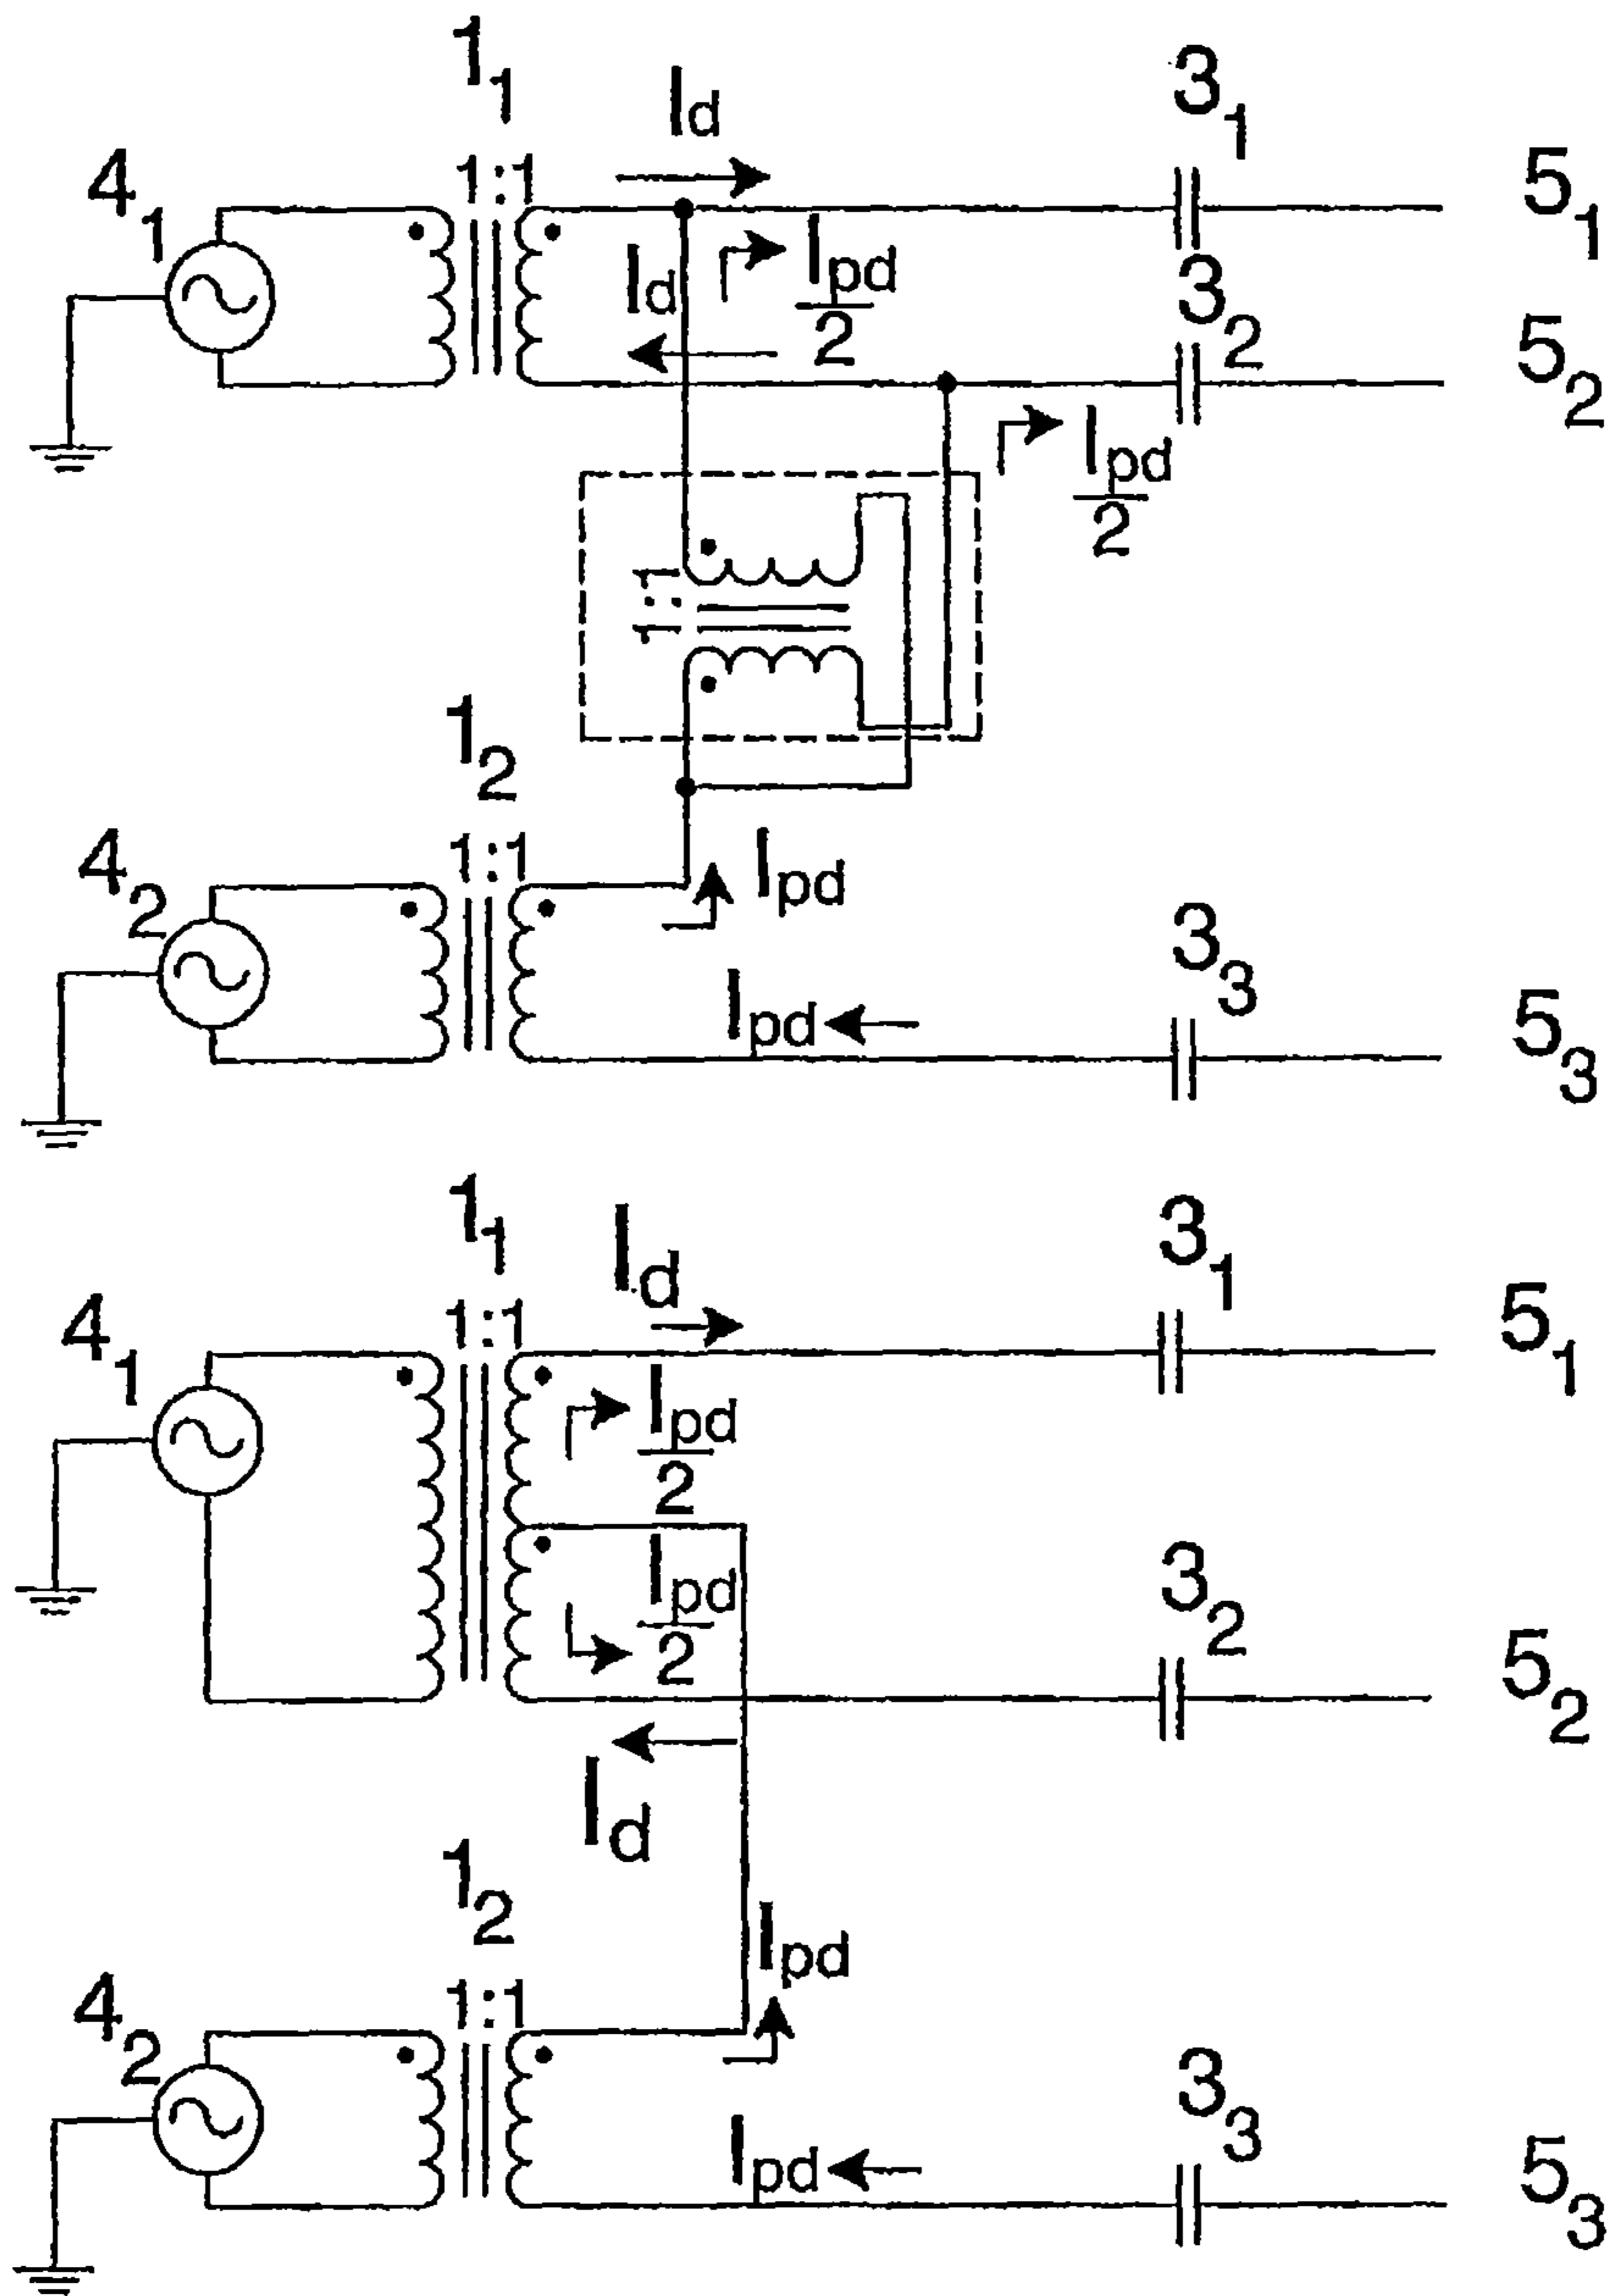 1₁
I_d
3₁
4₁
1:1
5₁
I_d
I_pd/2
3₂
5₂
I_pd/2
1:1
1₂
4₂
1:1
I_pd
3₃
I_pd
5₃
1₁
I_d
3₁
4₁
1:1
5₁
I_pd/2
I_pd/2
3₂
5₂
I_d
1₂
I_pd
4₂
1:1
3₃
I_pd
5₃